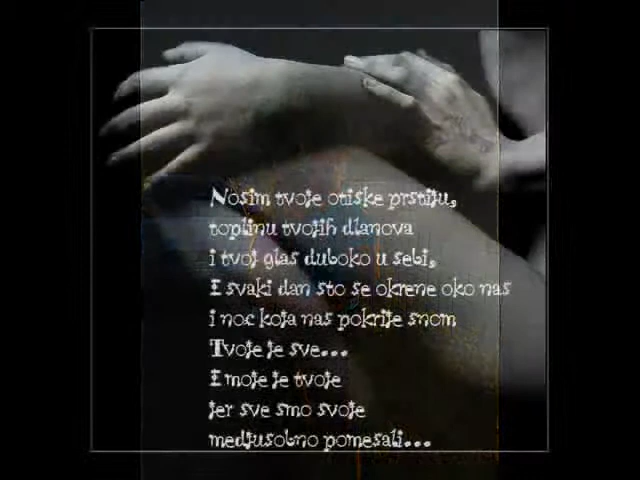 Nosim tvoje otiske prstiju,
toplinu tvojih dlanova
i tvoj glas duboko u sebi,
I svaki dan sto se okrene oko nas
i noc koja nas pokrije snom
Tvoje je sve...
I moje je tvoje
jer sve smo svoje
medjusobno pomesali...